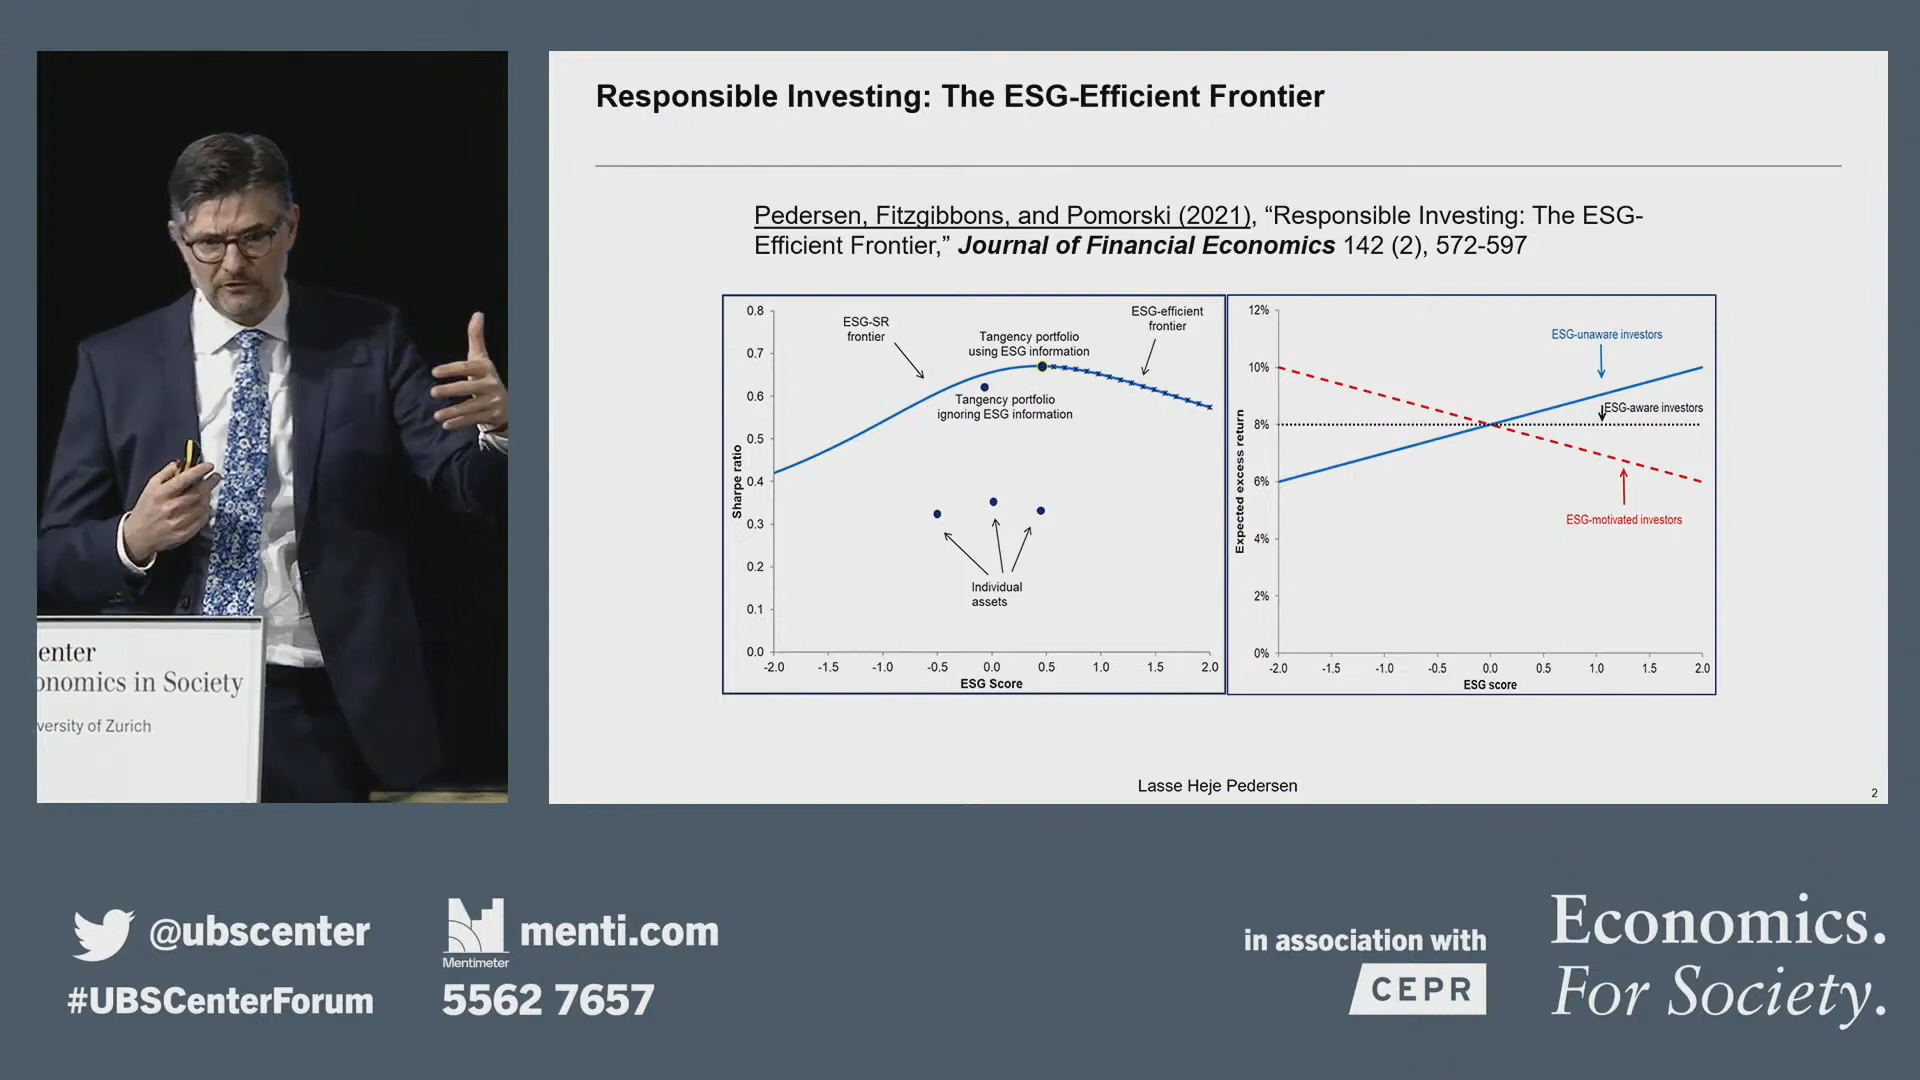 Responsible Investing: The ESG-Efficient Frontier
Pedersen, Fitzgibbons, and Pomorski (2021), “Responsible Investing: The ESG-
Efficient Frontier,” Journal of Financial Economics 142 (2), 572-597
0.8
0.7
0.6
0.5
0.4
0.3
0.2
0.1
0.0
Sharpe ratio
ESG-SR
frontier
Tangency portfolio
using ESG information
ESG-efficient
frontier
Tangency portfolio
ignoring ESG information
Individual
assets
-2.0 -1.5 -1.0 -0.5 0.0 0.5 1.0 1.5 2.0
ESG Score
12%
10%
8%
6%
4%
2%
0%
Expected excess return
ESG-unaware investors
ESG-aware investors
ESG-motivated investors
-2.0 -1.5 -1.0 -0.5 0.0 0.5 1.0 1.5 2.0
ESG score
Lasse Heje Pedersen
2
enter
onomics in Society
versity of Zurich
@ubscenter
#UBSCenterForum
Mentimeter
menti.com
5562 7657
in association with
CEPR
Economics.
For Society.